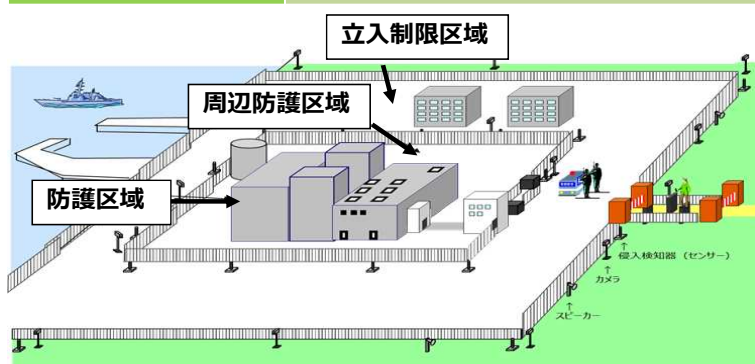 立入制限区域
周辺防護区域
防護区域
侵入検知器（センサー）
カメラ
スピーカー